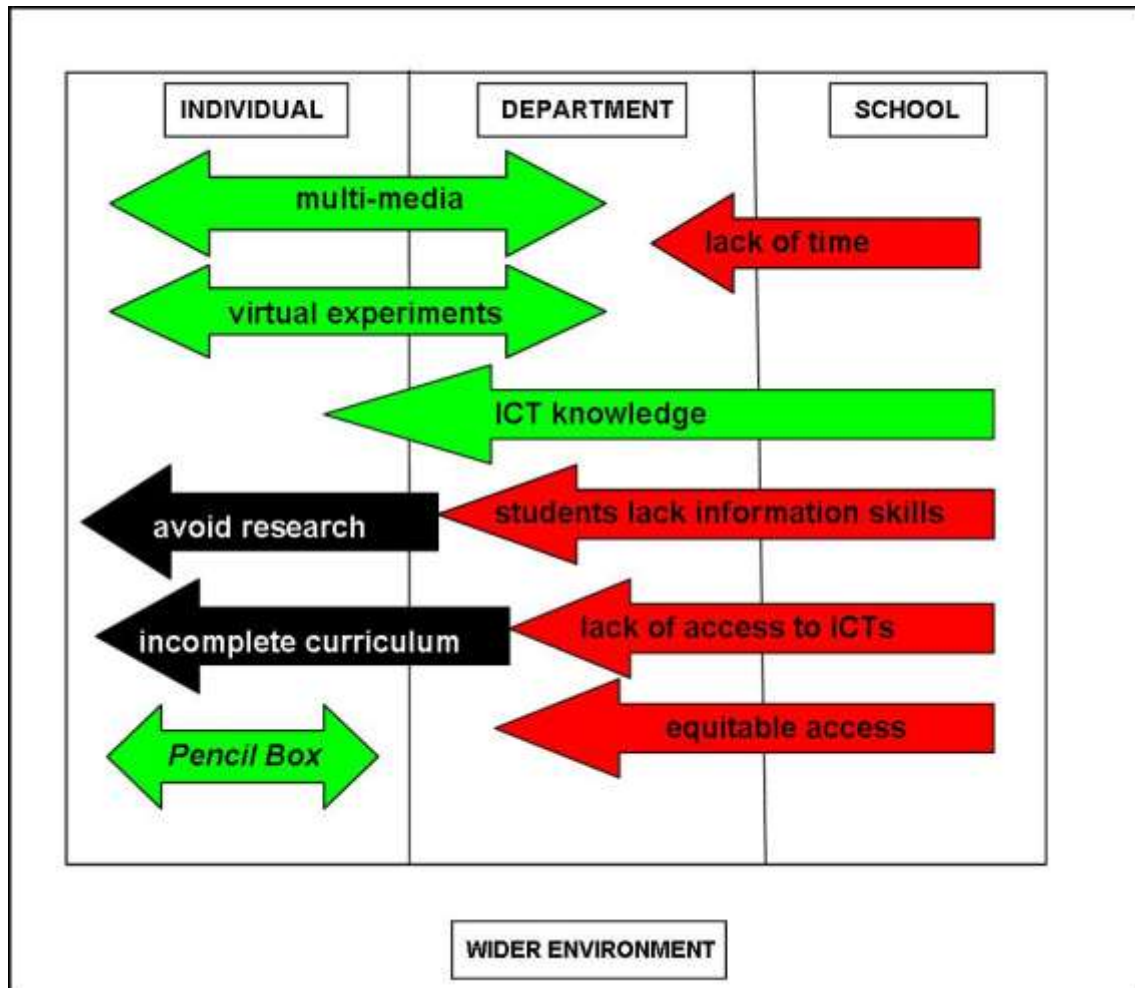 INDIVIDUAL
DEPARTMENT
SCHOOL
multi-media
lack of time
virtual experiments
ICT knowledge
avoid research
students lack information skills
incomplete curriculum
lack of access to ICTs
equitable access
Pencil Box
WIDER ENVIRONMENT